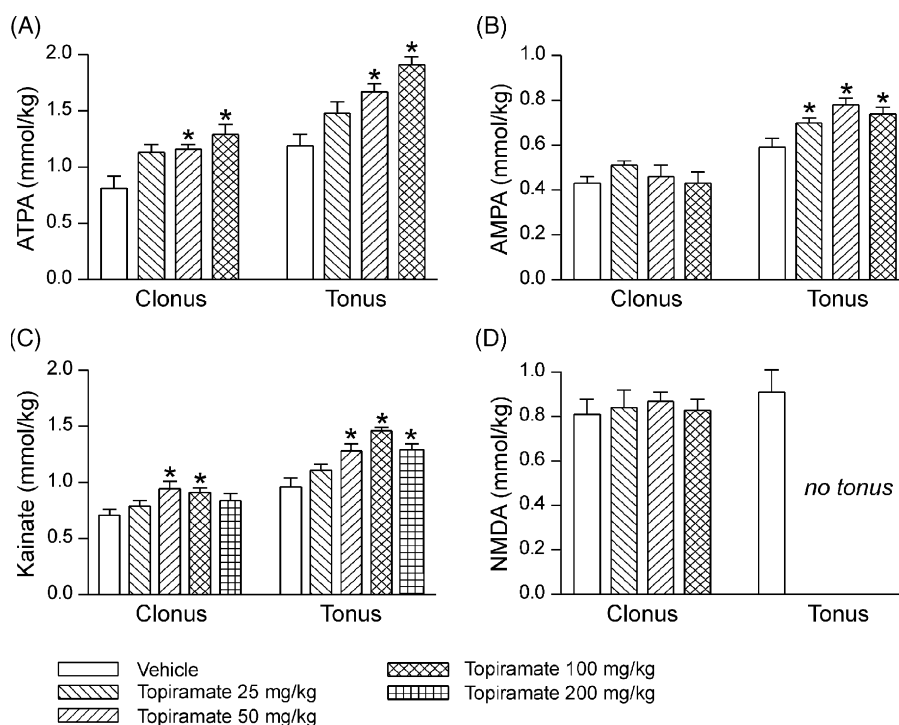 (A)
ATPA (mmol/kg)
2.0
1.5
1.0
0.5
0.0
*
*
*
*
Clonus Tonus
(B)
AMPA (mmol/kg)
1.0
0.8
0.6
0.4
0.2
0.0
*
*
*
Clonus Tonus
(C)
Kainate (mmol/kg)
2.0
1.5
1.0
0.5
0.0
*
*
*
*
*
Clonus Tonus
(D)
NMDA (mmol/kg)
1.0
0.8
0.6
0.4
0.2
0.0
no tonus
Clonus Tonus
Vehicle
Topiramate 25 mg/kg
Topiramate 50 mg/kg
Topiramate 100 mg/kg
Topiramate 200 mg/kg